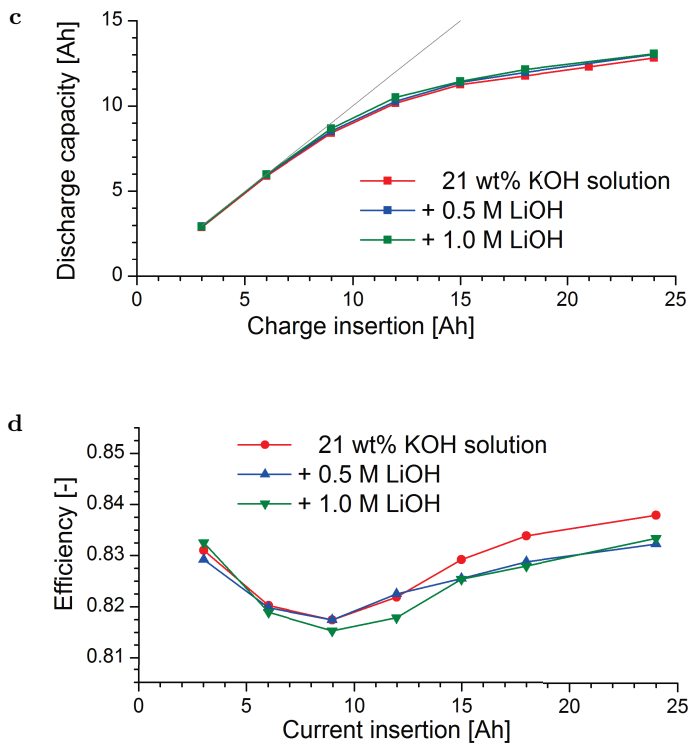 c
Discharge capacity [Ah]
15
10
5
0
21 wt% KOH solution
+ 0.5 M LiOH
+ 1.0 M LiOH
0 5 10 15 20 25
Charge insertion [Ah]
d
Efficiency [-]
0.85
0.84
0.83
0.82
0.81
21 wt% KOH solution
+ 0.5 M LiOH
+ 1.0 M LiOH
0 5 10 15 20 25
Current insertion [Ah]